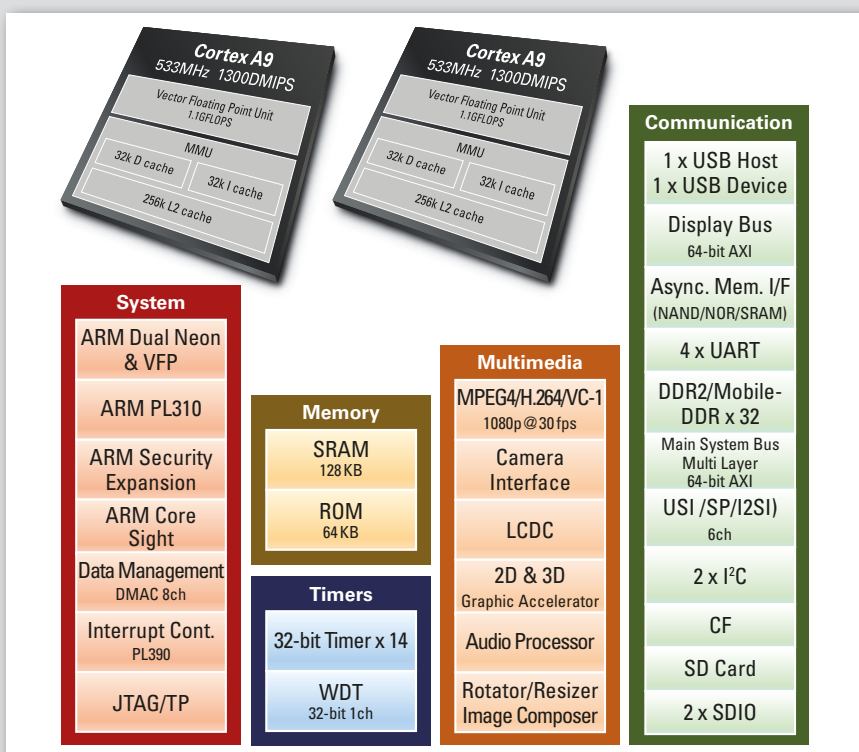 Cortex A9
533MHz 1300DMIPS
Vector Floating Point Unit
1.1GFLOPS
MMU
32k D cache
32k I cache
256k L2 cache
Cortex A9
533MHz 1300DMIPS
Vector Floating Point Unit
1.1GFLOPS
MMU
32k D cache
32k I cache
256k L2 cache
System
ARM Dual Neon
& VFP
ARM PL310
ARM Security
Expansion
ARM Core
Sight
Data Management
DMAC 8ch
Interrupt Cont.
PL390
JTAG/TP
Memory
SRAM
128 KB
ROM
64 KB
Timers
32-bit Timer x 14
WDT
32-bit 1ch
Multimedia
MPEG4/H.264/VC-1
1080p @ 30 fps
Camera
Interface
LCDC
2D & 3D
Graphic Accelerator
Audio Processor
Rotator/Resizer
Image Composer
Communication
1 x USB Host
1 x USB Device
Display Bus
64-bit AXI
Async. Mem. I/F
(NAND/NOR/SRAM)
4 x UART
DDR2/Mobile-
DDR x 32
Main System Bus
Multi Layer
64-bit AXI
USI /SP/I2SI)
6ch
2 x I²C
CF
SD Card
2 x SDIO